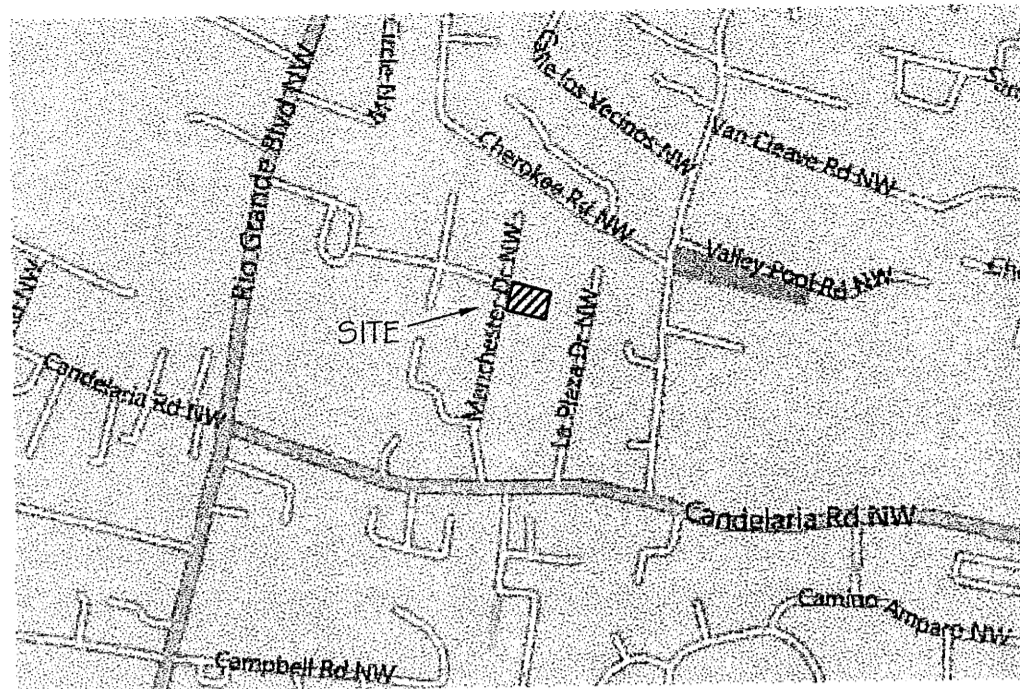 Rio Grande Blvd NW
Circle NW
Calle los Vecinos NW
Cherokee Rd NW
Van Cleave Rd NW
Valley Pool Rd NW
Manchester Dr NW
La Plaza Dr NW
SITE
Candelaria Rd NW
Candelaria Rd NW
Camino Amparo NW
Campbell Rd NW